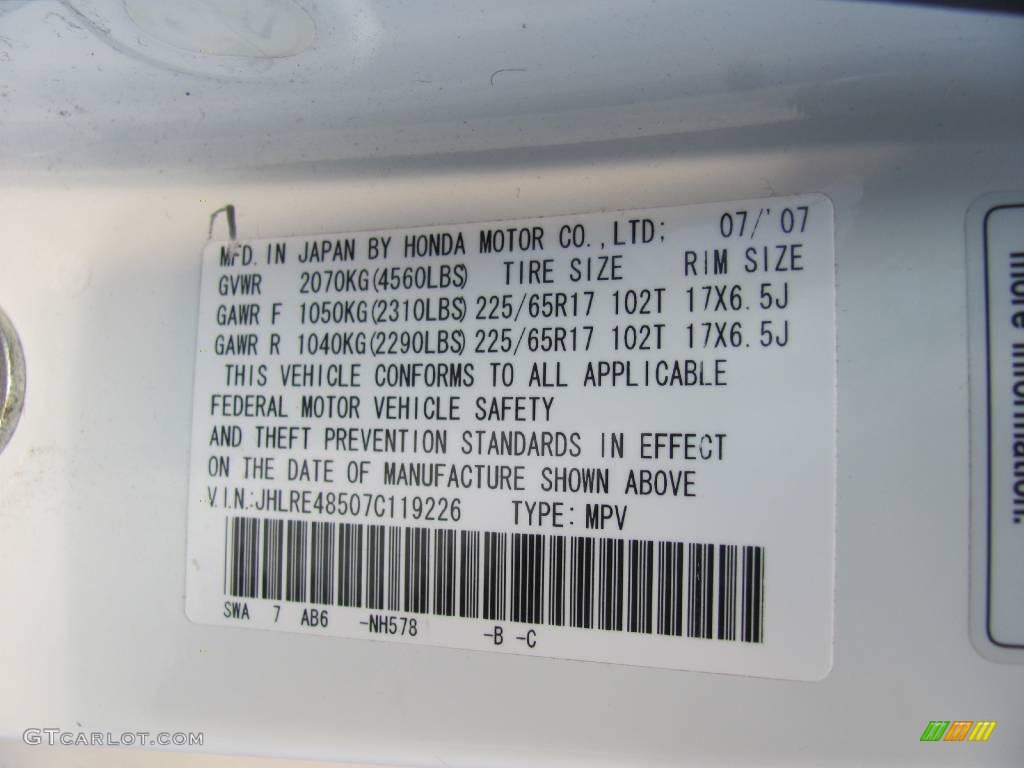 MFD. IN JAPAN BY HONDA MOTOR CO.,LTD; 07/'07
GVWR 2070KG(4560LBS) TIRE SIZE RIM SIZE
GAWR F 1050KG(2310LBS) 225/65R17 102T 17X6.5J
GAWR R 1040KG(2290LBS) 225/65R17 102T 17X6.5J
THIS VEHICLE CONFORMS TO ALL APPLICABLE
FEDERAL MOTOR VEHICLE SAFETY
AND THEFT PREVENTION STANDARDS IN EFFECT
ON THE DATE OF MANUFACTURE SHOWN ABOVE
V.I.N.:JHLRE48507C119226 TYPE: MPV
SWA 7 AB6 -NH578 -B -C
more information.
GTCARLOT.COM